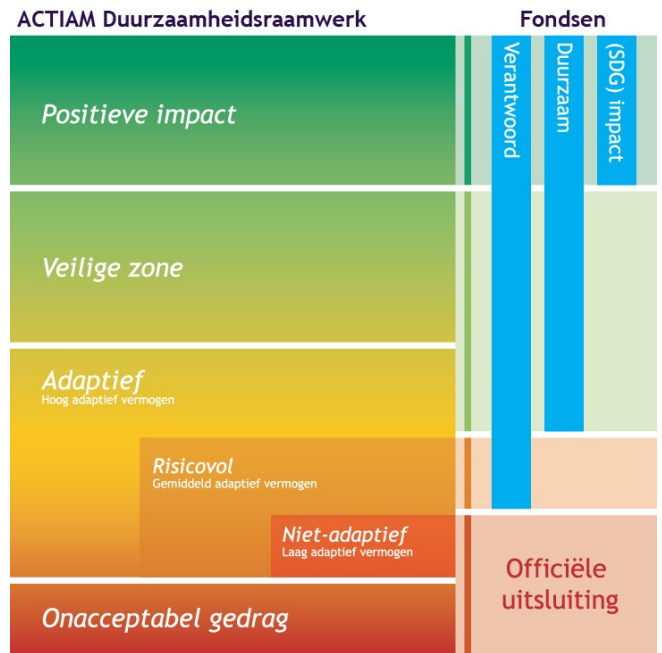 ACTIAM Duurzaamheidsraamwerk
Fondsen
Positieve impact
Verantwoord
Duurzaam
(SDG) impact
Veilige zone
Adaptief
Hoog adaptief vermogen
Risicovol
Gemiddeld adaptief vermogen
Niet-adaptief
Laag adaptief vermogen
Officiële
uitsluiting
Onacceptabel gedrag